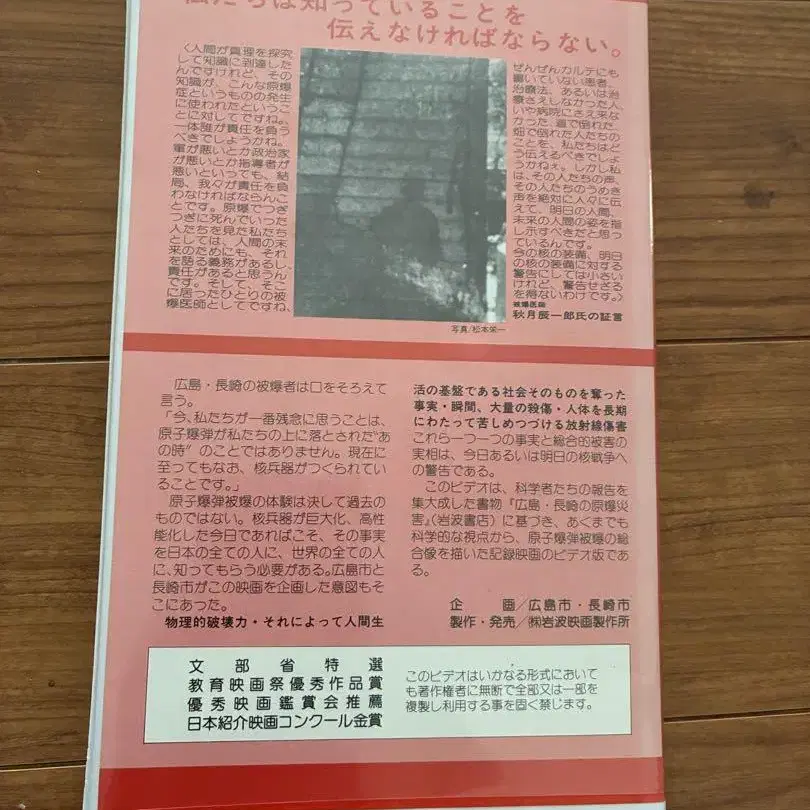 私たちは知っていることを
伝えなければならない。
〈人間が真理を探究
して知識に到達した
んですけれど、その
知識が、こんな原爆
症というものの発生
に使われたというこ
とに対してですね。
一体誰が責任を負う
べきでしょうかね。
軍が悪いとか政治家
が悪いとか指導者が
悪いといっても、結
局、我々が責任を負
わなければならんこ
とです。原爆でつぎ
つぎに死んでいった
人たちを見た私たち
としては、人間の未
来のためにも、それ
を語る義務があるし、
責任があると思うん
です。そして、そこ
に居ったひとりの被
爆医師としてですね、
ぜんぜんカルテにも
書いていない患者、
治療法、あるいは治
療さえしなかった人、
いや病院にさえ来な
かった、道で倒れた、
畑で倒れた人たちの
ことを、私たちはど
う伝えるべきでしょ
うかねぇ。しかし私
は、その人たちの声、
その人たちのうめき
声を絶対に人々に伝
えて、明日の人間、
未来の人間の姿を指
し示すべきだと思っ
ているんです。
今の核の装備、明日
の核の装備に対する
警告にしては小さい
けれど、警告せざる
を得ないわけです。〉
被爆医師
秋月辰一郎氏の証言
写真/松本栄一
広島・長崎の被爆者は口をそろえて
言う。
「今、私たちが一番残念に思うことは、
原子爆弾が私たちの上に落とされた“あ
の時”のことではありません。現在に
至ってもなお、核兵器がつくられてい
ることです。」
原子爆弾被爆の体験は決して過去の
ものではない。核兵器が巨大化、高性
能化した今日であればこそ、その事実
を日本の全ての人に、世界の全ての人
に、知ってもらう必要がある。広島市と
長崎市がこの映画を企画した意図もそ
こにあった。
物理的破壊力・それによって人間生
活の基盤である社会そのものを奪った
事実・瞬間、大量の殺傷・人体を長期
にわたって苦しめつづける放射線傷害
これら一つ一つの事実と総合的被害の
実相は、今日あるいは明日の核戦争へ
の警告である。
このビデオは、科学者たちの報告を
集大成した書物『広島・長崎の原爆災
害』(岩波書店)に基づき、あくまでも
科学的な視点から、原子爆弾被爆の総
合像を描いた記録映画のビデオ版であ
る。
企　画/広島市・長崎市
製作・発売/㈱岩波映画製作所
文部省特選
教育映画祭優秀作品賞
優秀映画鑑賞会推薦
日本紹介映画コンクール金賞
このビデオはいかなる形式において
も著作権者に無断で全部又は一部を
複製し利用する事を固く禁じます。